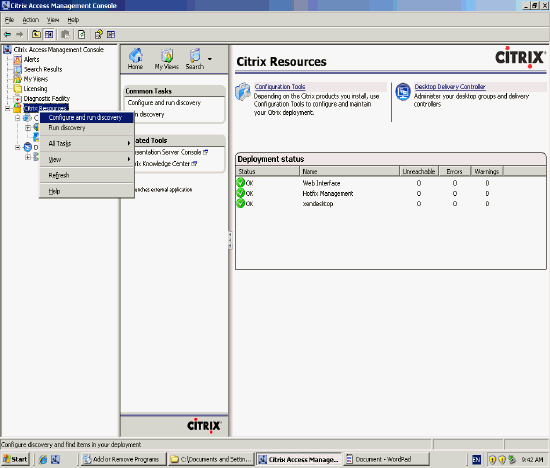 Citrix Access Management Console
File Action View Help
Citrix Access Management Console
Alerts
Search Results
My Views
Licensing
Diagnostic Facility
Citrix Resources
Configure and run discovery
Run discovery
All Tasks
View
Refresh
Help
Home My Views Search
Common Tasks
Configure and run discovery
n discovery
ated Tools
esentation Server Console
trix Knowledge Center
unches external application
CITRIX
Citrix Resources
CITRIX
Configuration Tools
Depending on the Citrix products you install, use
Configuration Tools to configure and maintain
your Citrix deployment.
Desktop Delivery Controller
Administer your desktop groups and delivery
controllers
Deployment status
Status Name Unreachable Errors Warnings
OK Web Interface 0 0 0
OK Hotfix Management 0 0 0
OK xendesktop 0 0 0
Configure discovery and find items in your deployment
Start Add or Remove Programs C:\Documents and Settin... Citrix Access Manage... Document - WordPad EN 9:42 AM